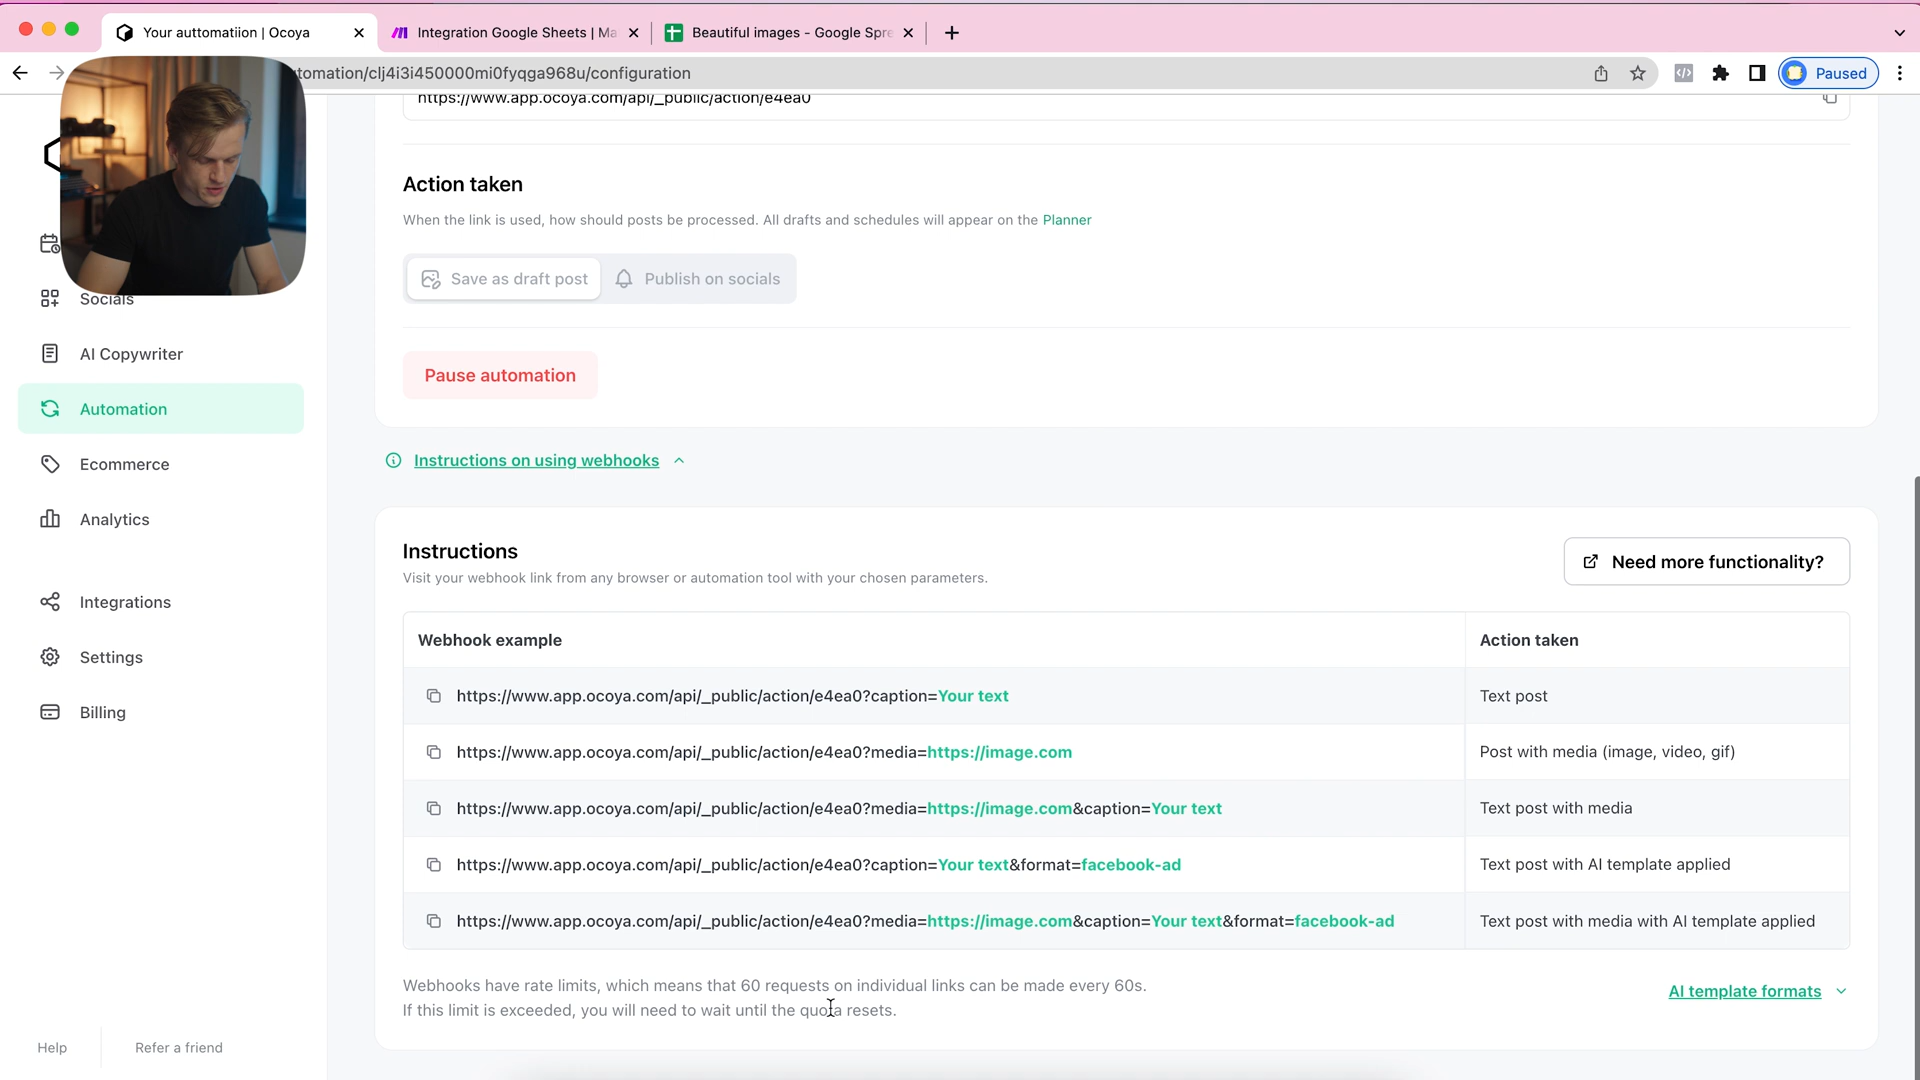 Your auttomatiion | Ocoya
Integration Google Sheets | Ma
Beautiful images - Google Spre
tomation/clj4i3i450000mi0fyqga968u/configuration
Paused
https://www.app.ocoya.com/api/_public/action/e4ea0
Action taken
When the link is used, how should posts be processed. All drafts and schedules will appear on the Planner
Save as draft post
Publish on socials
Pause automation
Socials
AI Copywriter
Automation
Ecommerce
Analytics
Integrations
Settings
Billing
Help
Refer a friend
Instructions on using webhooks
Instructions
Visit your webhook link from any browser or automation tool with your chosen parameters.
Need more functionality?
Webhook example
Action taken
https://www.app.ocoya.com/api/_public/action/e4ea0?caption=Your text
Text post
https://www.app.ocoya.com/api/_public/action/e4ea0?media=https://image.com
Post with media (image, video, gif)
https://www.app.ocoya.com/api/_public/action/e4ea0?media=https://image.com&caption=Your text
Text post with media
https://www.app.ocoya.com/api/_public/action/e4ea0?caption=Your text&format=facebook-ad
Text post with AI template applied
https://www.app.ocoya.com/api/_public/action/e4ea0?media=https://image.com&caption=Your text&format=facebook-ad
Text post with media with AI template applied
Webhooks have rate limits, which means that 60 requests on individual links can be made every 60s.
If this limit is exceeded, you will need to wait until the quota resets.
AI template formats